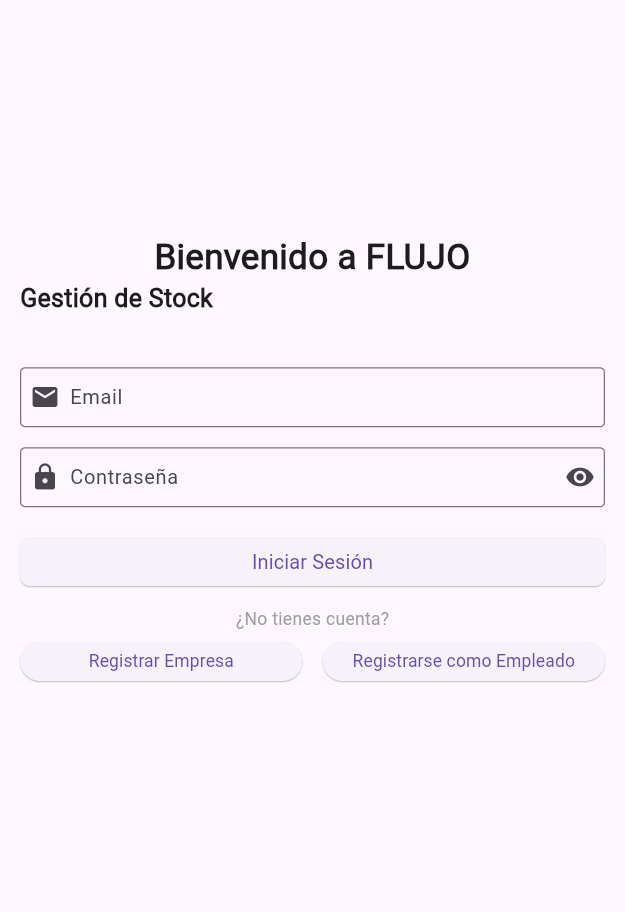 Bienvenido a FLUJO
Gestión de Stock
Email
Contraseña
Iniciar Sesión
¿No tienes cuenta?
Registrar Empresa
Registrarse como Empleado